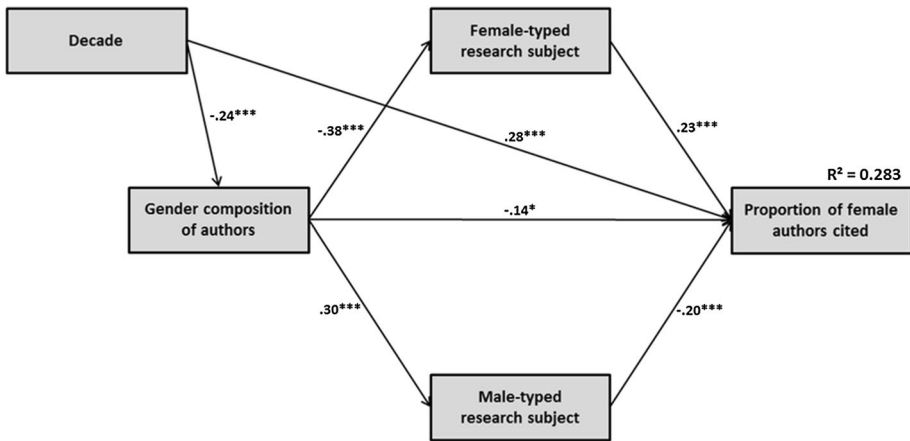 Decade
Female-typed
research subject
-.24***
-.38***
.28***
.23***
R² = 0.283
Gender composition
of authors
-.14*
Proportion of female
authors cited
.30***
-.20***
Male-typed
research subject